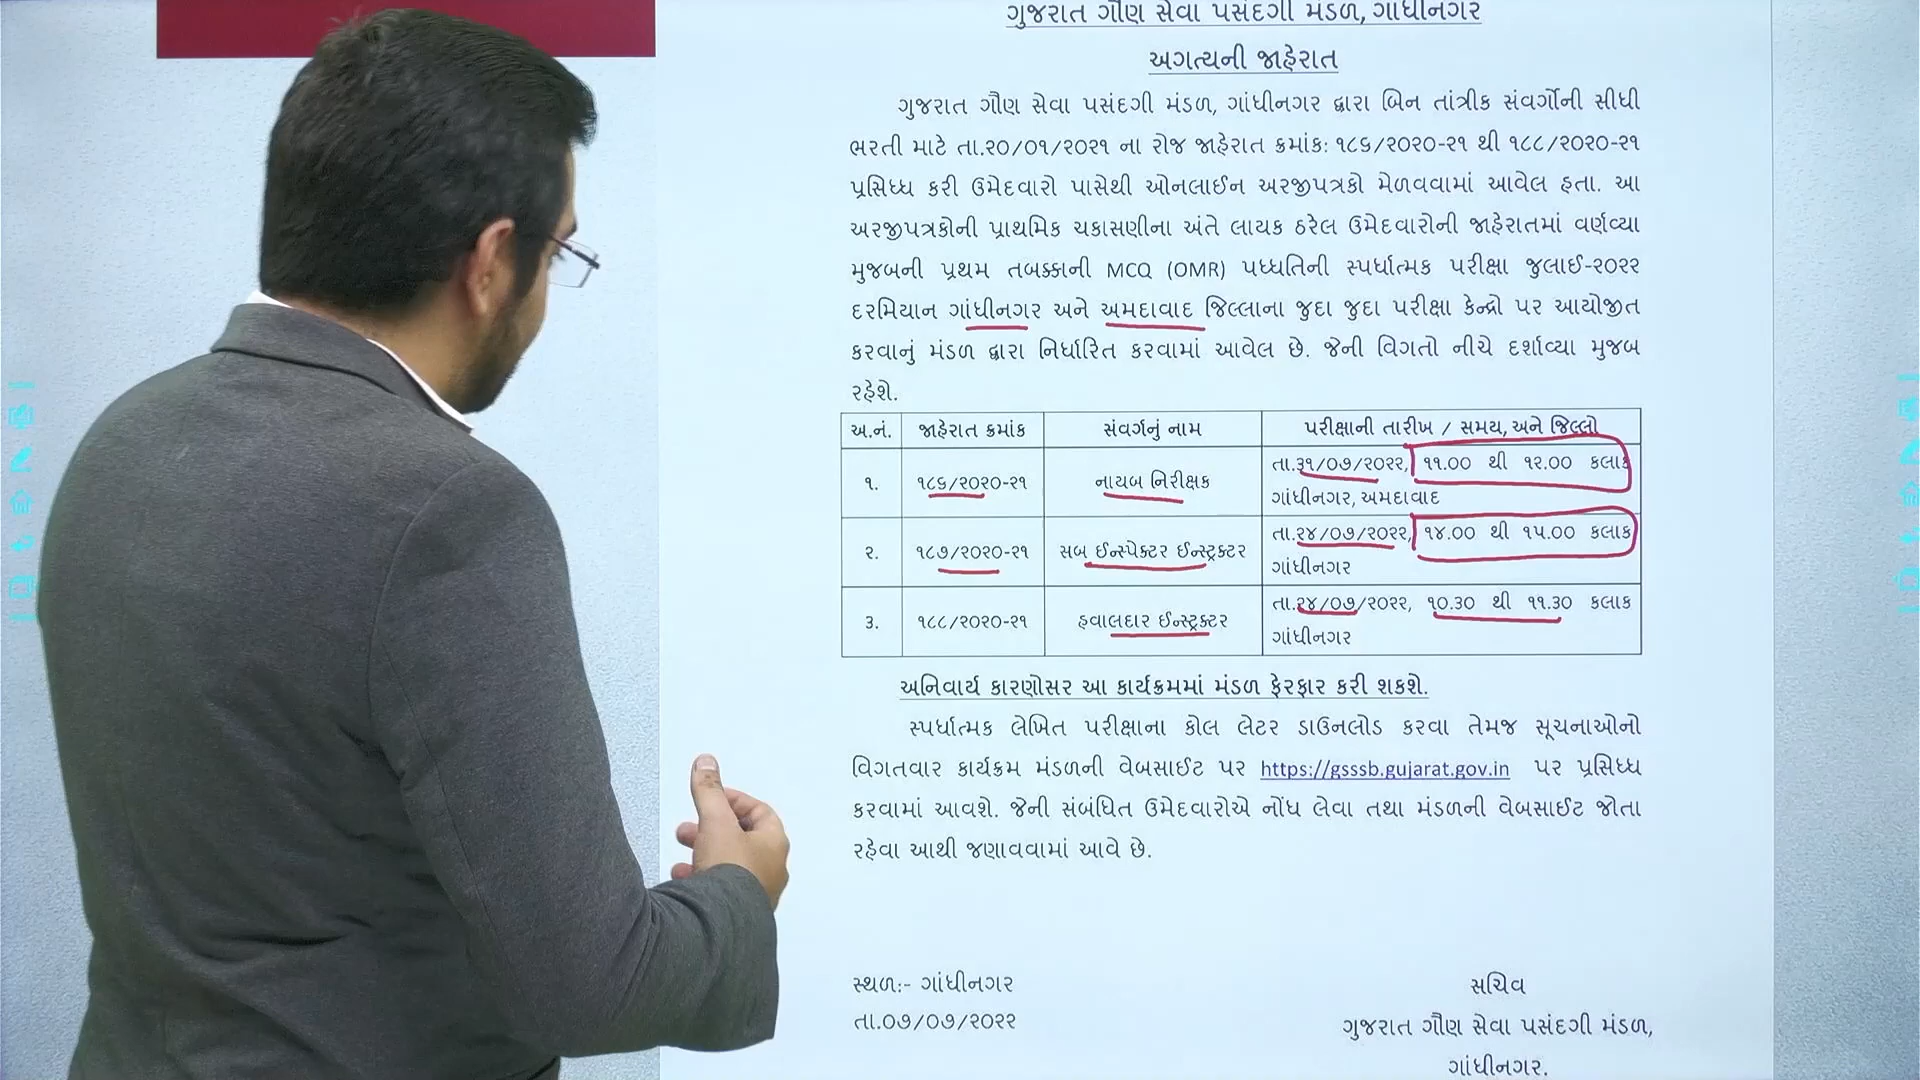 ગુજરાત ગૌણ સેવા પસંદગી મંડળ, ગાંધીનગર
અગત્યની જાહેરાત
ગુજરાત ગૌણ સેવા પસંદગી મંડળ, ગાંધીનગર દ્વારા બિન તાંત્રીક સંવર્ગોની સીધી
ભરતી માટે તા.૨૦/૦૧/૨૦૨૧ ના રોજ જાહેરાત ક્રમાંક: ૧૮૬/૨૦૨૦-૨૧ થી ૧૮૮/૨૦૨૦-૨૧
પ્રસિધ્ધ કરી ઉમેદવારો પાસેથી ઓનલાઈન અરજીપત્રકો મેળવવામાં આવેલ હતા. આ
અરજીપત્રકોની પ્રાથમિક ચકાસણીના અંતે લાયક ઠરેલ ઉમેદવારોની જાહેરાતમાં વર્ણવ્યા
મુજબની પ્રથમ તબક્કાની MCQ (OMR) પધ્ધતિની સ્પર્ધાત્મક પરીક્ષા જુલાઈ-૨૦૨૨
દરમિયાન ગાંધીનગર અને અમદાવાદ જિલ્લાના જુદા જુદા પરીક્ષા કેન્દ્રો પર આયોજીત
કરવાનું મંડળ દ્વારા નિર્ધારિત કરવામાં આવેલ છે. જેની વિગતો નીચે દર્શાવ્યા મુજબ
રહેશે.
અ.નં. જાહેરાત ક્રમાંક સંવર્ગનું નામ પરીક્ષાની તારીખ / સમય, અને જિલ્લો
૧. ૧૮૬/૨૦૨૦-૨૧ નાયબ નિરીક્ષક તા.૩૧/૦૭/૨૦૨૨, ૧૧.૦૦ થી ૧૨.૦૦ કલાક
ગાંધીનગર, અમદાવાદ
૨. ૧૮૭/૨૦૨૦-૨૧ સબ ઈન્સ્પેક્ટર ઈન્સ્ટ્રક્ટર તા.૨૪/૦૭/૨૦૨૨, ૧૪.૦૦ થી ૧૫.૦૦ કલાક
ગાંધીનગર
૩. ૧૮૮/૨૦૨૦-૨૧ હવાલદાર ઈન્સ્ટ્રક્ટર તા.૨૪/૦૭/૨૦૨૨, ૧૦.૩૦ થી ૧૧.૩૦ કલાક
ગાંધીનગર
અનિવાર્ય કારણોસર આ કાર્યક્રમમાં મંડળ ફેરફાર કરી શકશે.
સ્પર્ધાત્મક લેખિત પરીક્ષાના કોલ લેટર ડાઉનલોડ કરવા તેમજ સૂચનાઓનો
વિગતવાર કાર્યક્રમ મંડળની વેબસાઈટ પર https://gsssb.gujarat.gov.in પર પ્રસિધ્ધ
કરવામાં આવશે. જેની સંબંધિત ઉમેદવારોએ નોંધ લેવા તથા મંડળની વેબસાઈટ જોતા
રહેવા આથી જણાવવામાં આવે છે.
સ્થળ:- ગાંધીનગર
તા.૦૭/૦૭/૨૦૨૨
સચિવ
ગુજરાત ગૌણ સેવા પસંદગી મંડળ,
ગાંધીનગર.